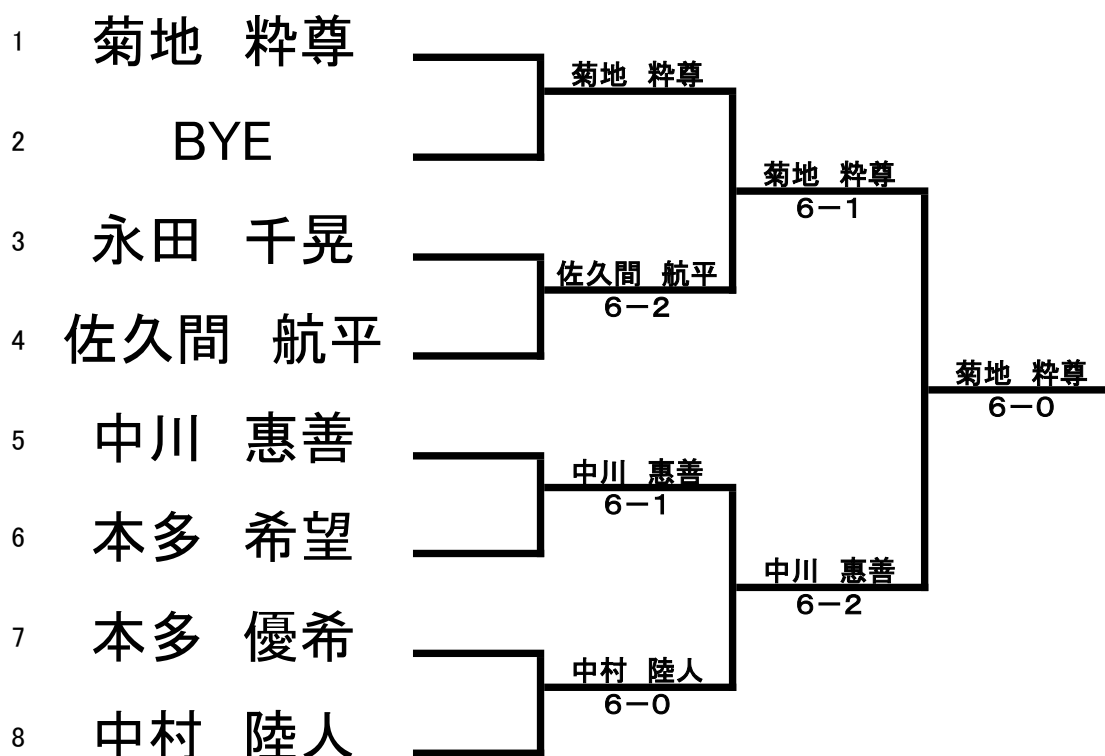 1 菊地 粋尊
菊地 粋尊
2 BYE
菊地 粋尊
6-1
3 永田 千晃
佐久間 航平
6-2
4 佐久間 航平
菊地 粋尊
6-0
5 中川 惠善
中川 惠善
6-1
6 本多 希望
中川 惠善
6-2
7 本多 優希
中村 陸人
6-0
8 中村 陸人